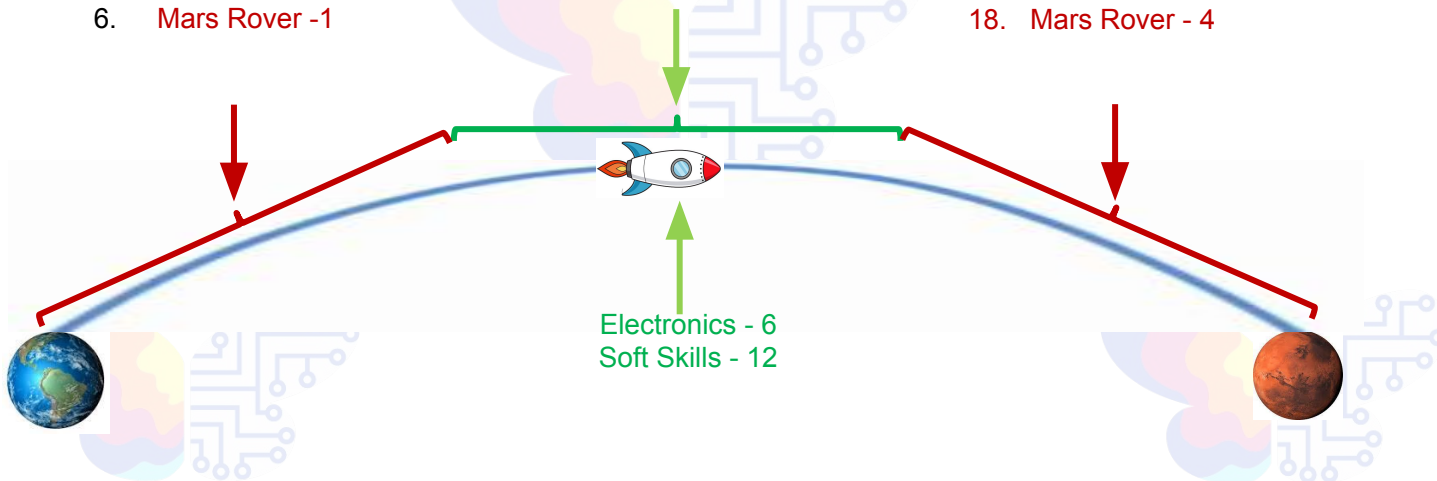 6. Mars Rover -1
18. Mars Rover - 4
Electronics - 6
Soft Skills - 12